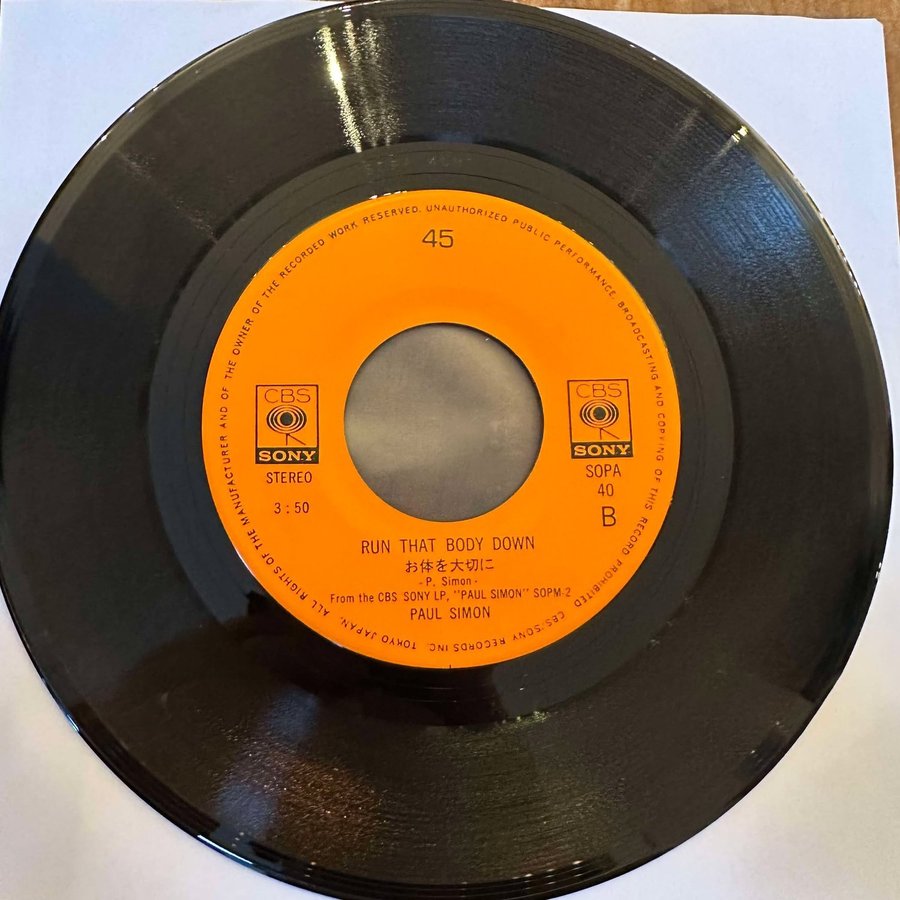 ALL RIGHTS OF THE MANUFACTURER AND OF THE OWNER OF THE RECORDED WORK RESERVED. UNAUTHORIZED PUBLIC PERFORMANCE, BROADCASTING AND COPYING OF THIS RECORD PROHIBITED. CBS/SONY RECORDS INC. TOKYO JAPAN.
45
CBS
SONY
STEREO
3:50
CBS
SONY
SOPA
40
B
RUN THAT BODY DOWN
お体を大切に
- P. Simon -
From the CBS SONY LP, "PAUL SIMON" SOPM-2
PAUL SIMON